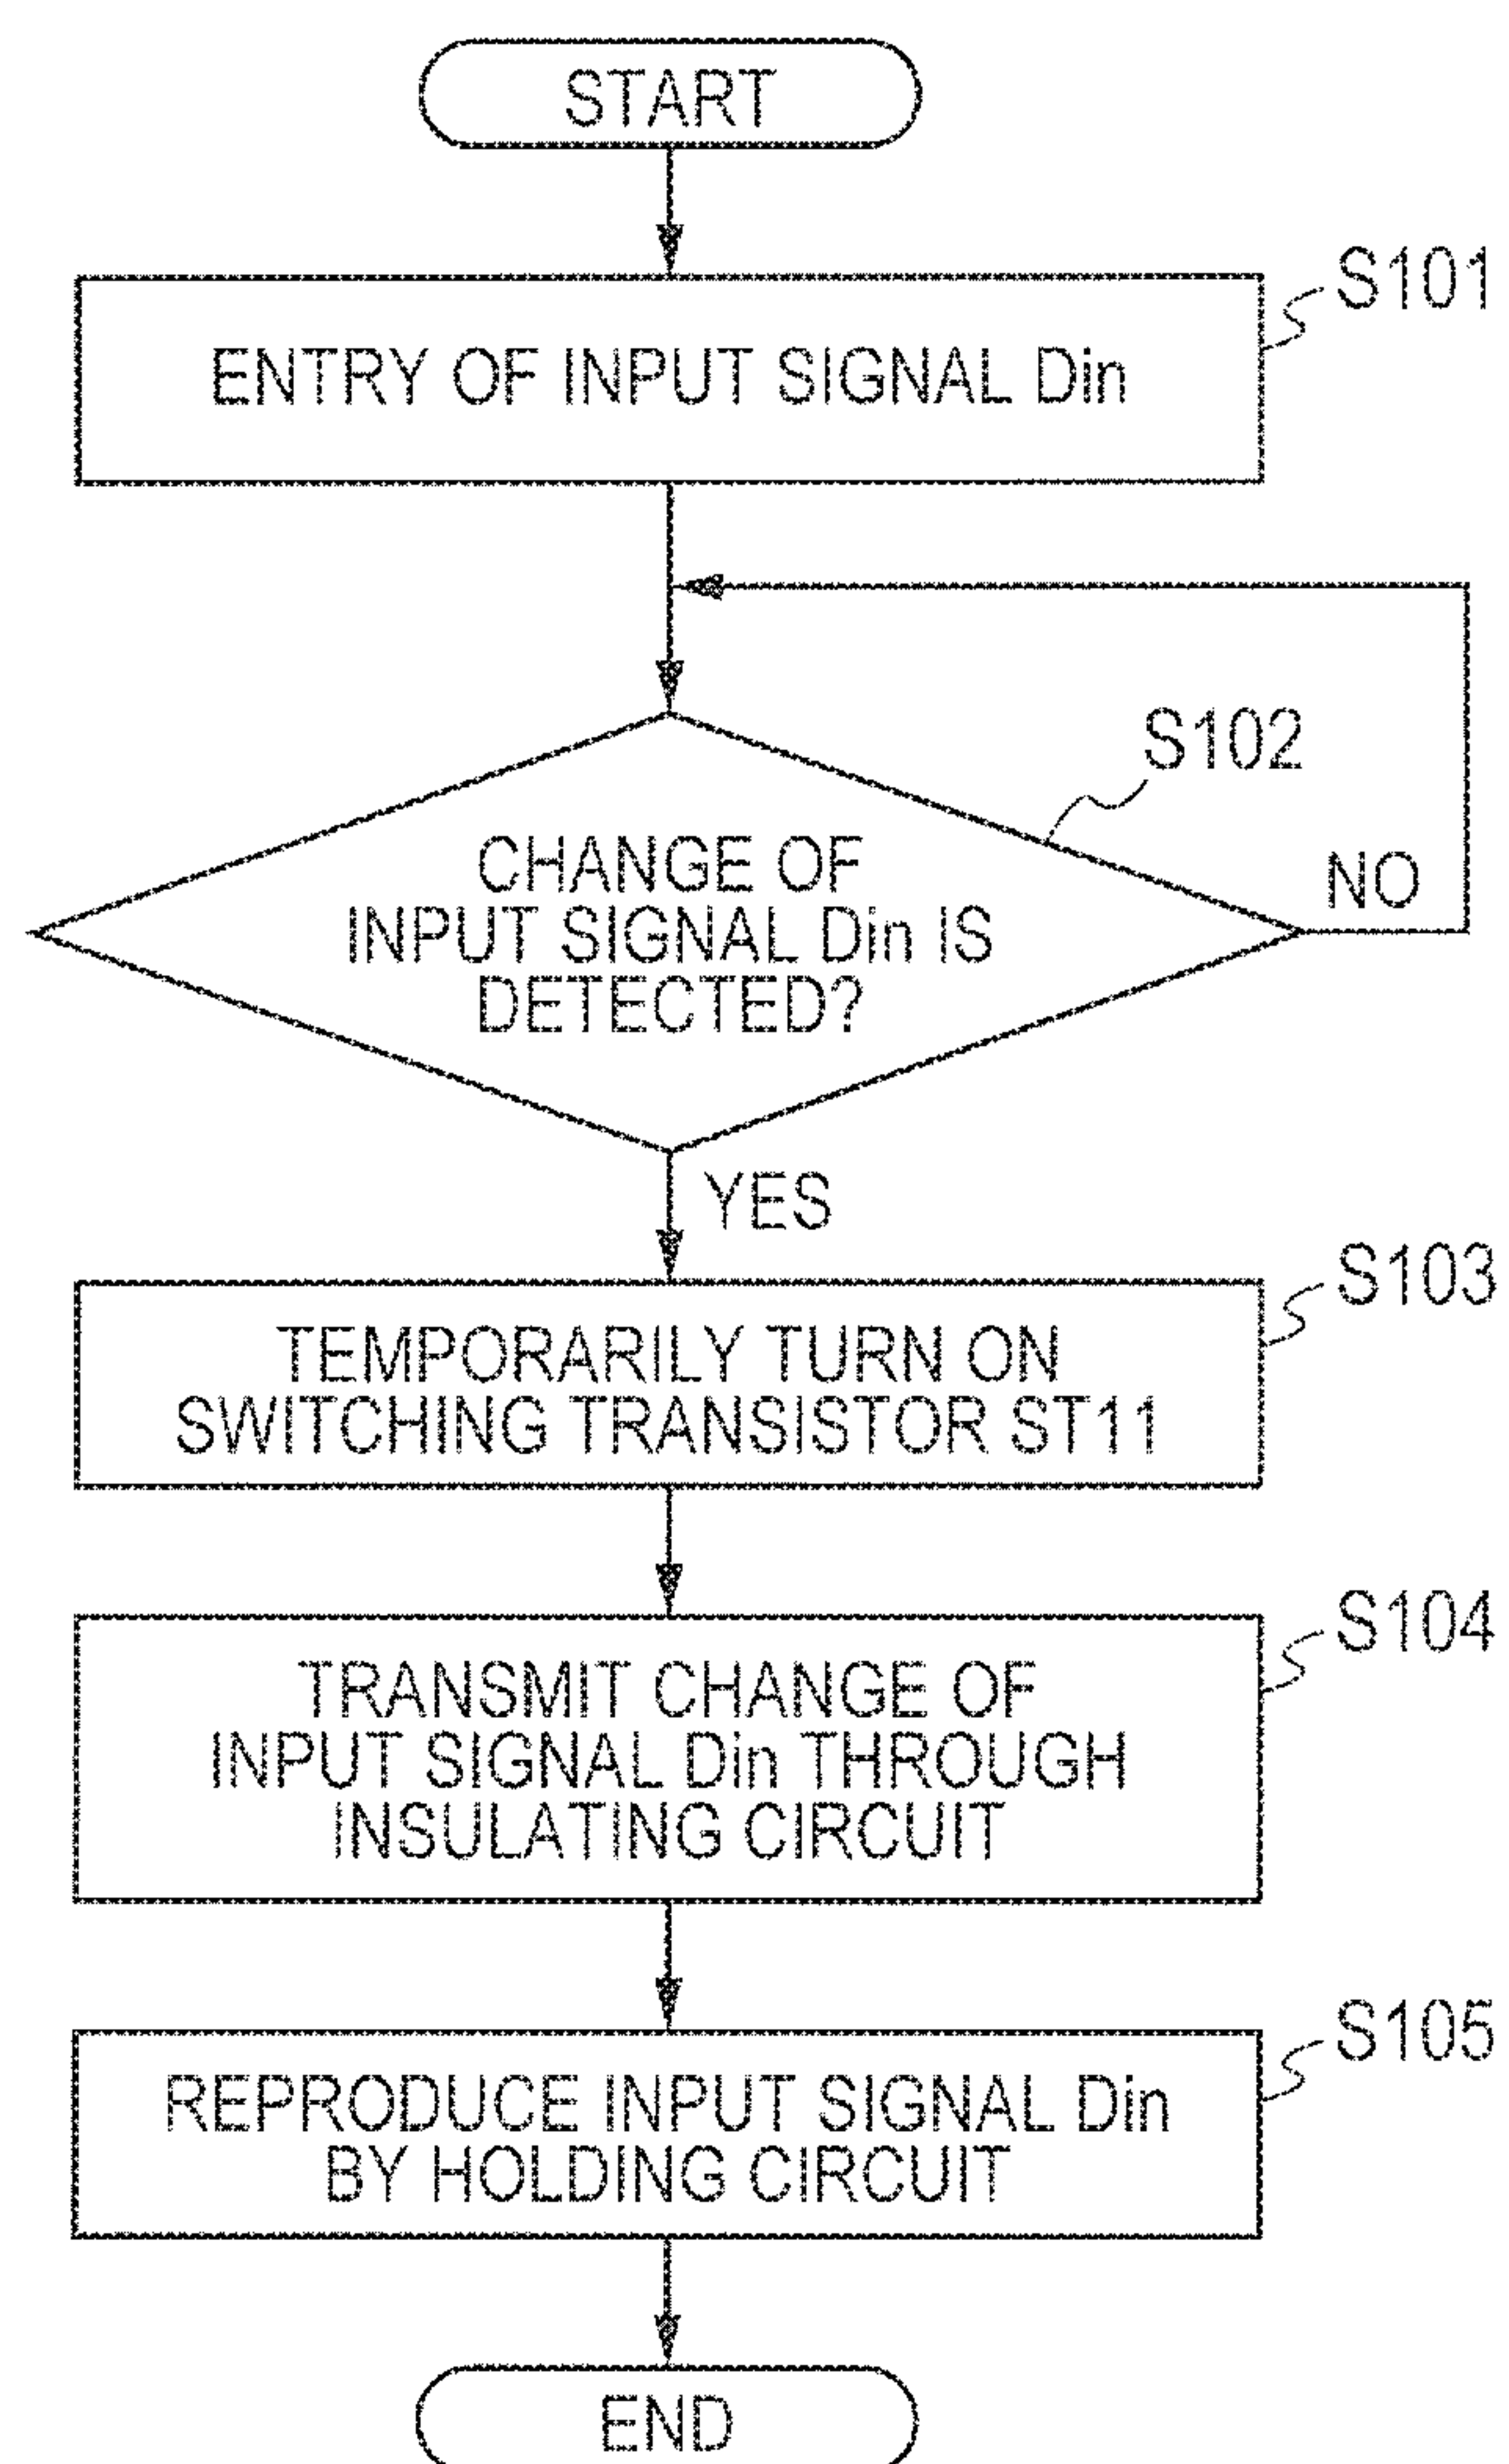 START
S101
ENTRY OF INPUT SIGNAL Din
S102
CHANGE OF
INPUT SIGNAL Din IS
DETECTED?
NO
YES
S103
TEMPORARILY TURN ON
SWITCHING TRANSISTOR ST11
S104
TRANSMIT CHANGE OF
INPUT SIGNAL Din THROUGH
INSULATING CIRCUIT
S105
REPRODUCE INPUT SIGNAL Din
BY HOLDING CIRCUIT
END